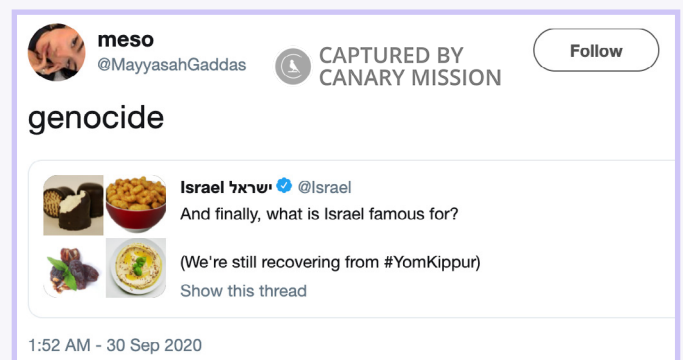 meso
@MayyasahGaddas
CAPTURED BY
CANARY MISSION
Follow
genocide
Israel ישראל @Israel
And finally, what is Israel famous for?
(We're still recovering from #YomKippur)
Show this thread
1:52 AM - 30 Sep 2020